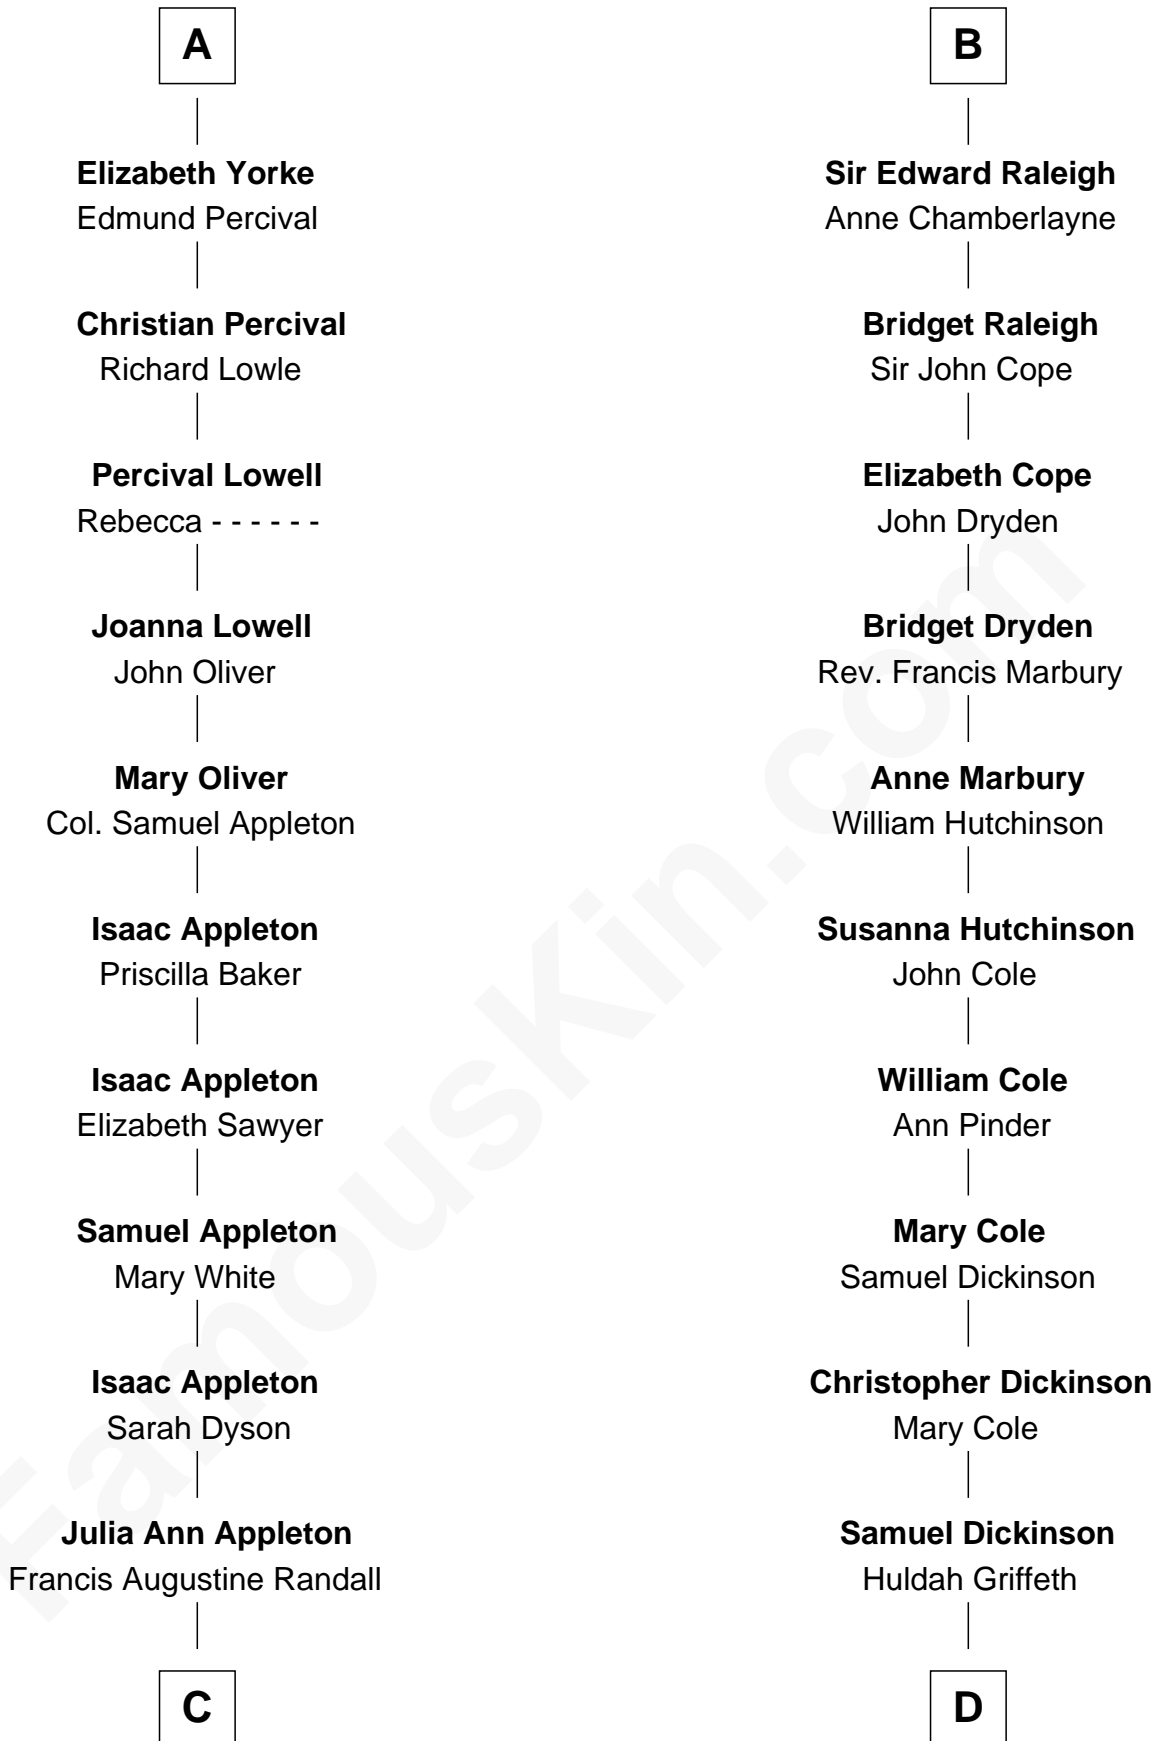 A
Elizabeth Yorke
Edmund Percival
Christian Percival
Richard Lowle
Percival Lowell
Rebecca - - - - - -
Joanna Lowell
John Oliver
Mary Oliver
Col. Samuel Appleton
Isaac Appleton
Priscilla Baker
Isaac Appleton
Elizabeth Sawyer
Samuel Appleton
Mary White
Isaac Appleton
Sarah Dyson
Julia Ann Appleton
Francis Augustine Randall
C
B
Sir Edward Raleigh
Anne Chamberlayne
Bridget Raleigh
Sir John Cope
Elizabeth Cope
John Dryden
Bridget Dryden
Rev. Francis Marbury
Anne Marbury
William Hutchinson
Susanna Hutchinson
John Cole
William Cole
Ann Pinder
Mary Cole
Samuel Dickinson
Christopher Dickinson
Mary Cole
Samuel Dickinson
Huldah Griffeth
D
FamousKin.com